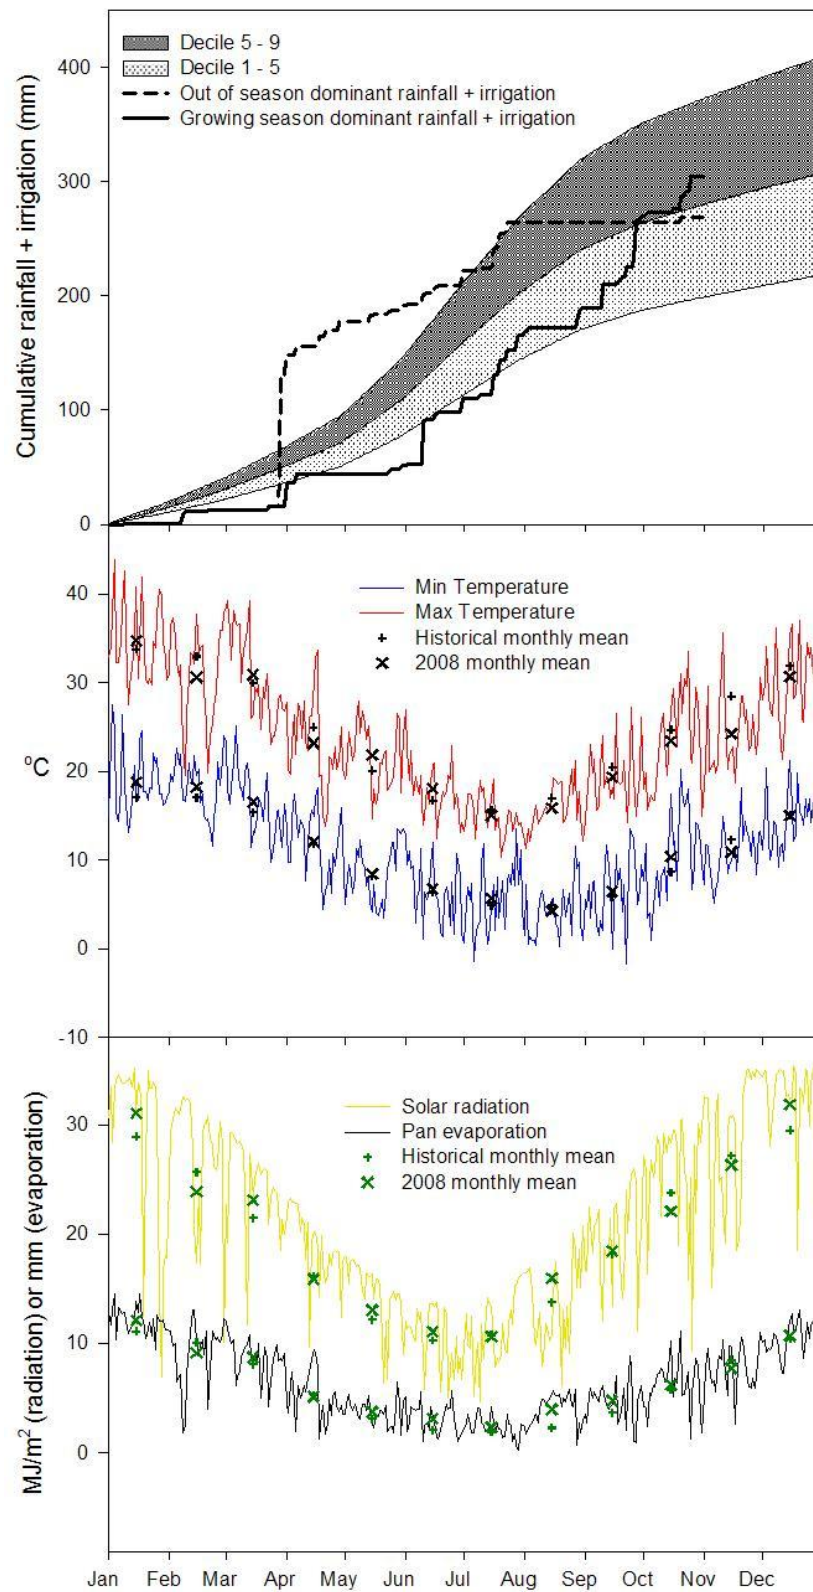 Cumulative rainfall + irrigation (mm)
400
300
200
100
0
Decile 5 - 9
Decile 1 - 5
Out of season dominant rainfall + irrigation
Growing season dominant rainfall + irrigation
°C
40
30
20
10
0
-10
Min Temperature
Max Temperature
Historical monthly mean
2008 monthly mean
MJ/m² (radiation) or mm (evaporation)
30
20
10
0
Solar radiation
Pan evaporation
Historical monthly mean
2008 monthly mean
Jan Feb Mar Apr May Jun Jul Aug Sep Oct Nov Dec